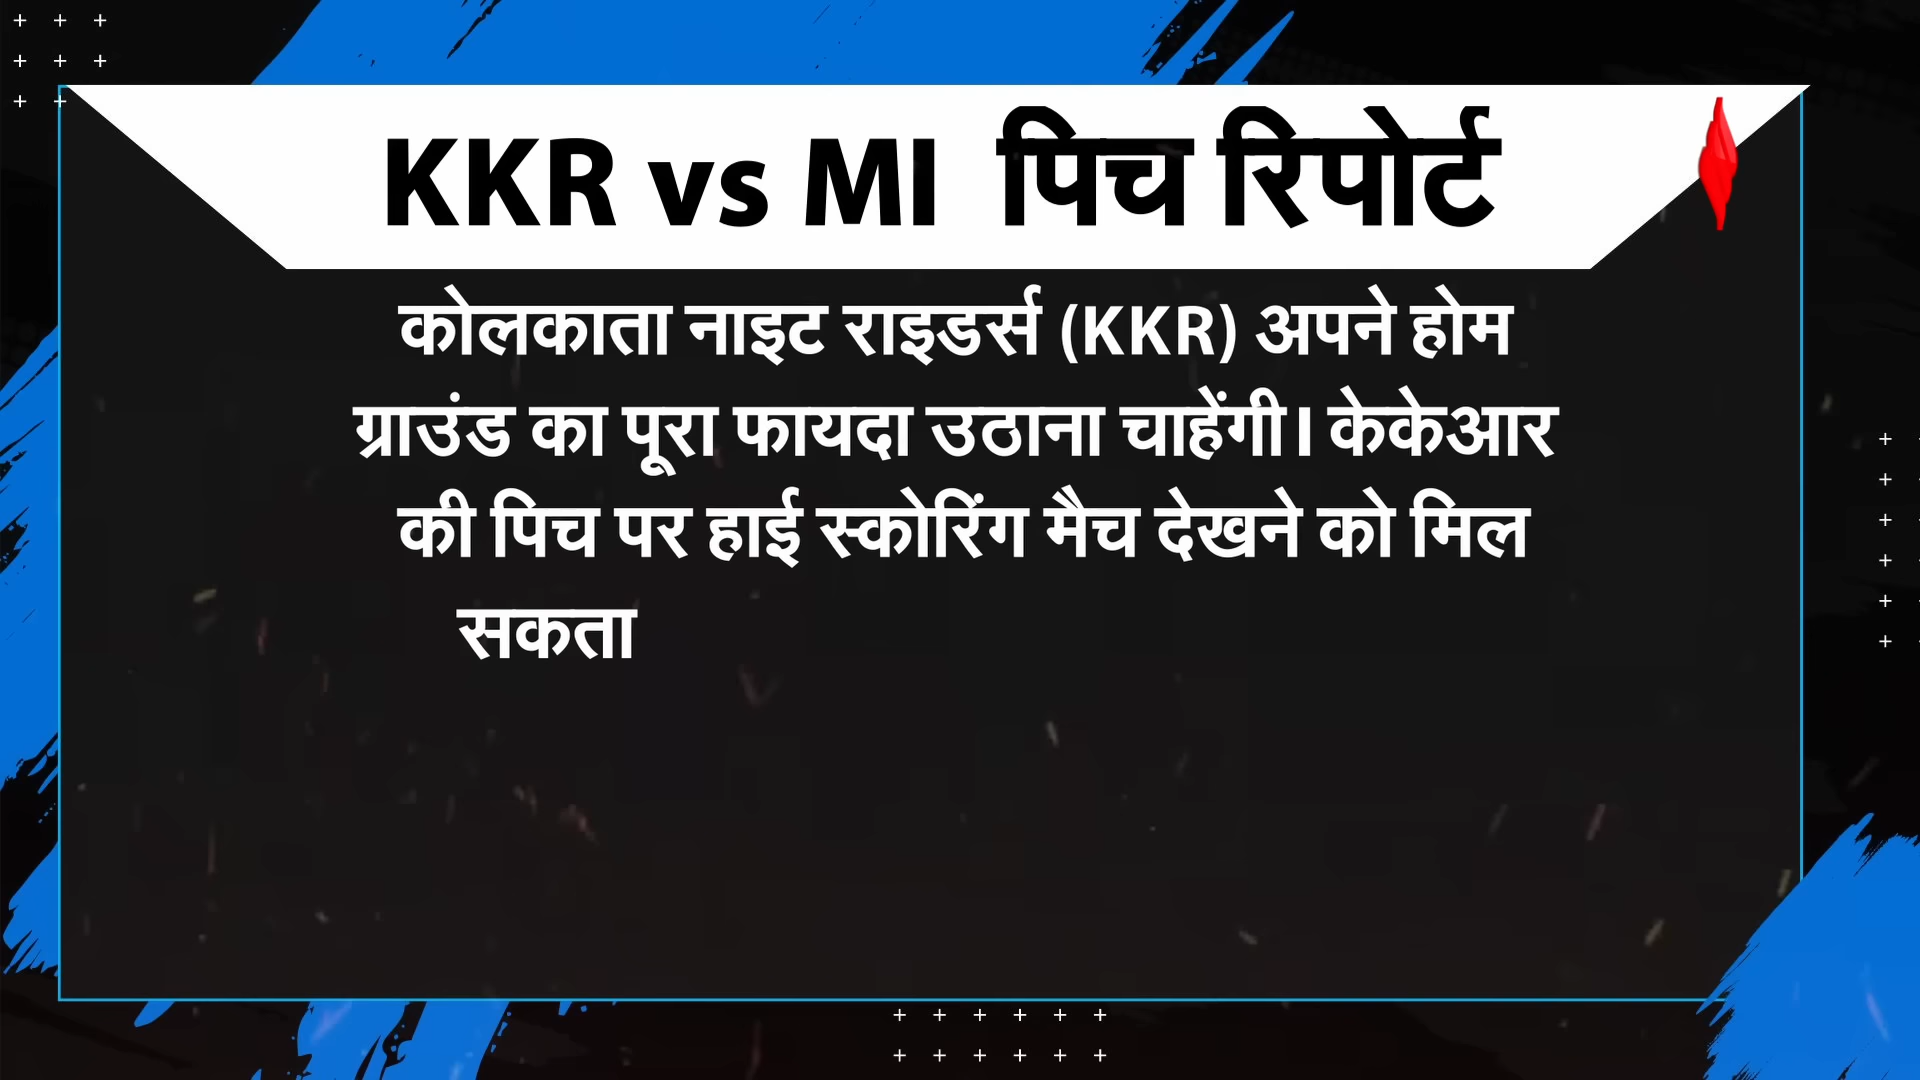 KKR vs MI पिच रिपोर्ट
कोलकाता नाइट राइडर्स (KKR) अपने होम
ग्राउंड का पूरा फायदा उठाना चाहेंगी। केकेआर
की पिच पर हाई स्कोरिंग मैच देखने को मिल
सकता